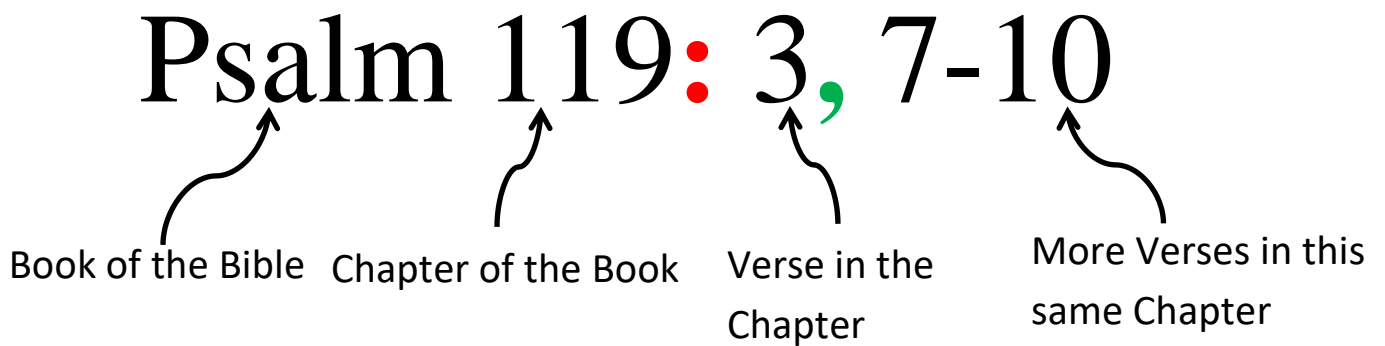 Psalm 119: 3, 7-10
Book of the Bible
Chapter of the Book
Verse in the
Chapter
More Verses in this
same Chapter